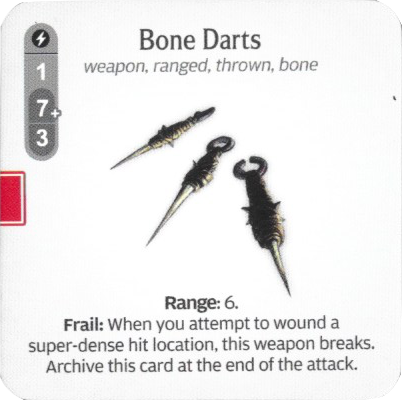 Bone Darts
weapon, ranged, thrown, bone
1
7+
3
Range: 6.
Frail: When you attempt to wound a
super-dense hit location, this weapon breaks.
Archive this card at the end of the attack.